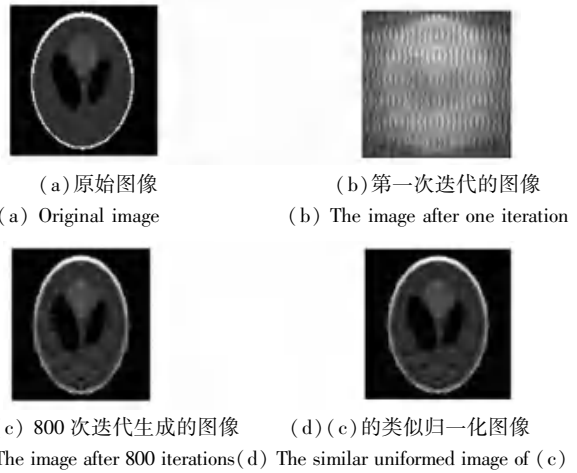 (a)原始图像
(b)第一次迭代的图像
(a) Original image
(b) The image after one iteration
c) 800 次迭代生成的图像
(d)(c)的类似归一化图像
The image after 800 iterations(d) The similar uniformed image of (c)